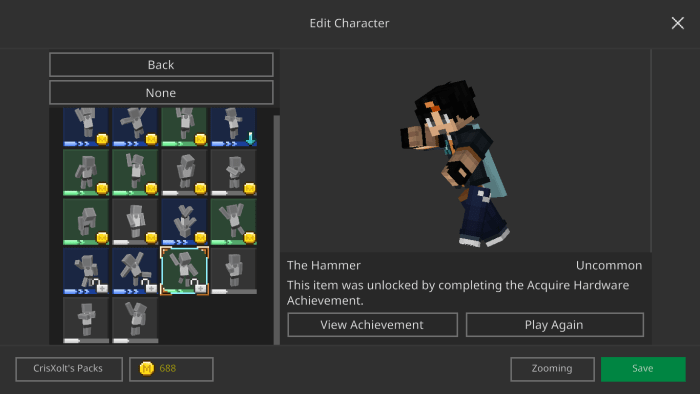 Edit Character
Back
None
The Hammer
Uncommon
This item was unlocked by completing the Acquire Hardware
Achievement.
View Achievement
Play Again
CrisXolt's Packs
688
Zooming
Save